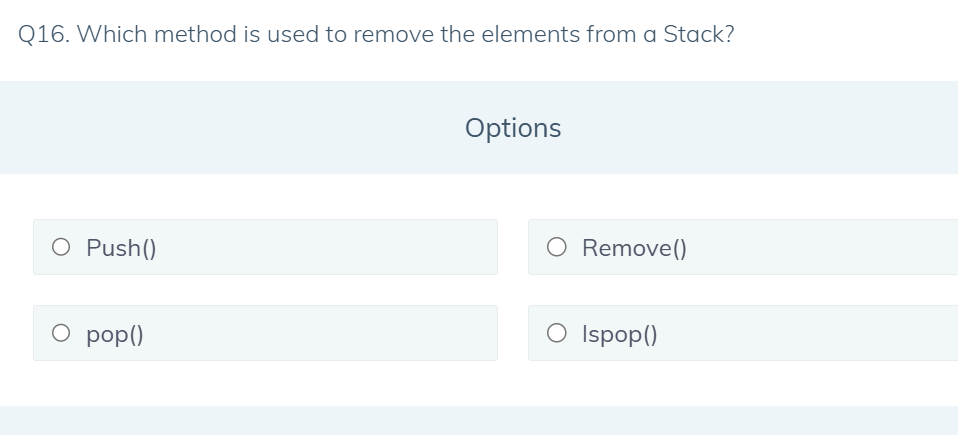 Q16. Which method is used to remove the elements from a Stack?
Options
Push()
Remove()
pop()
Ispop()